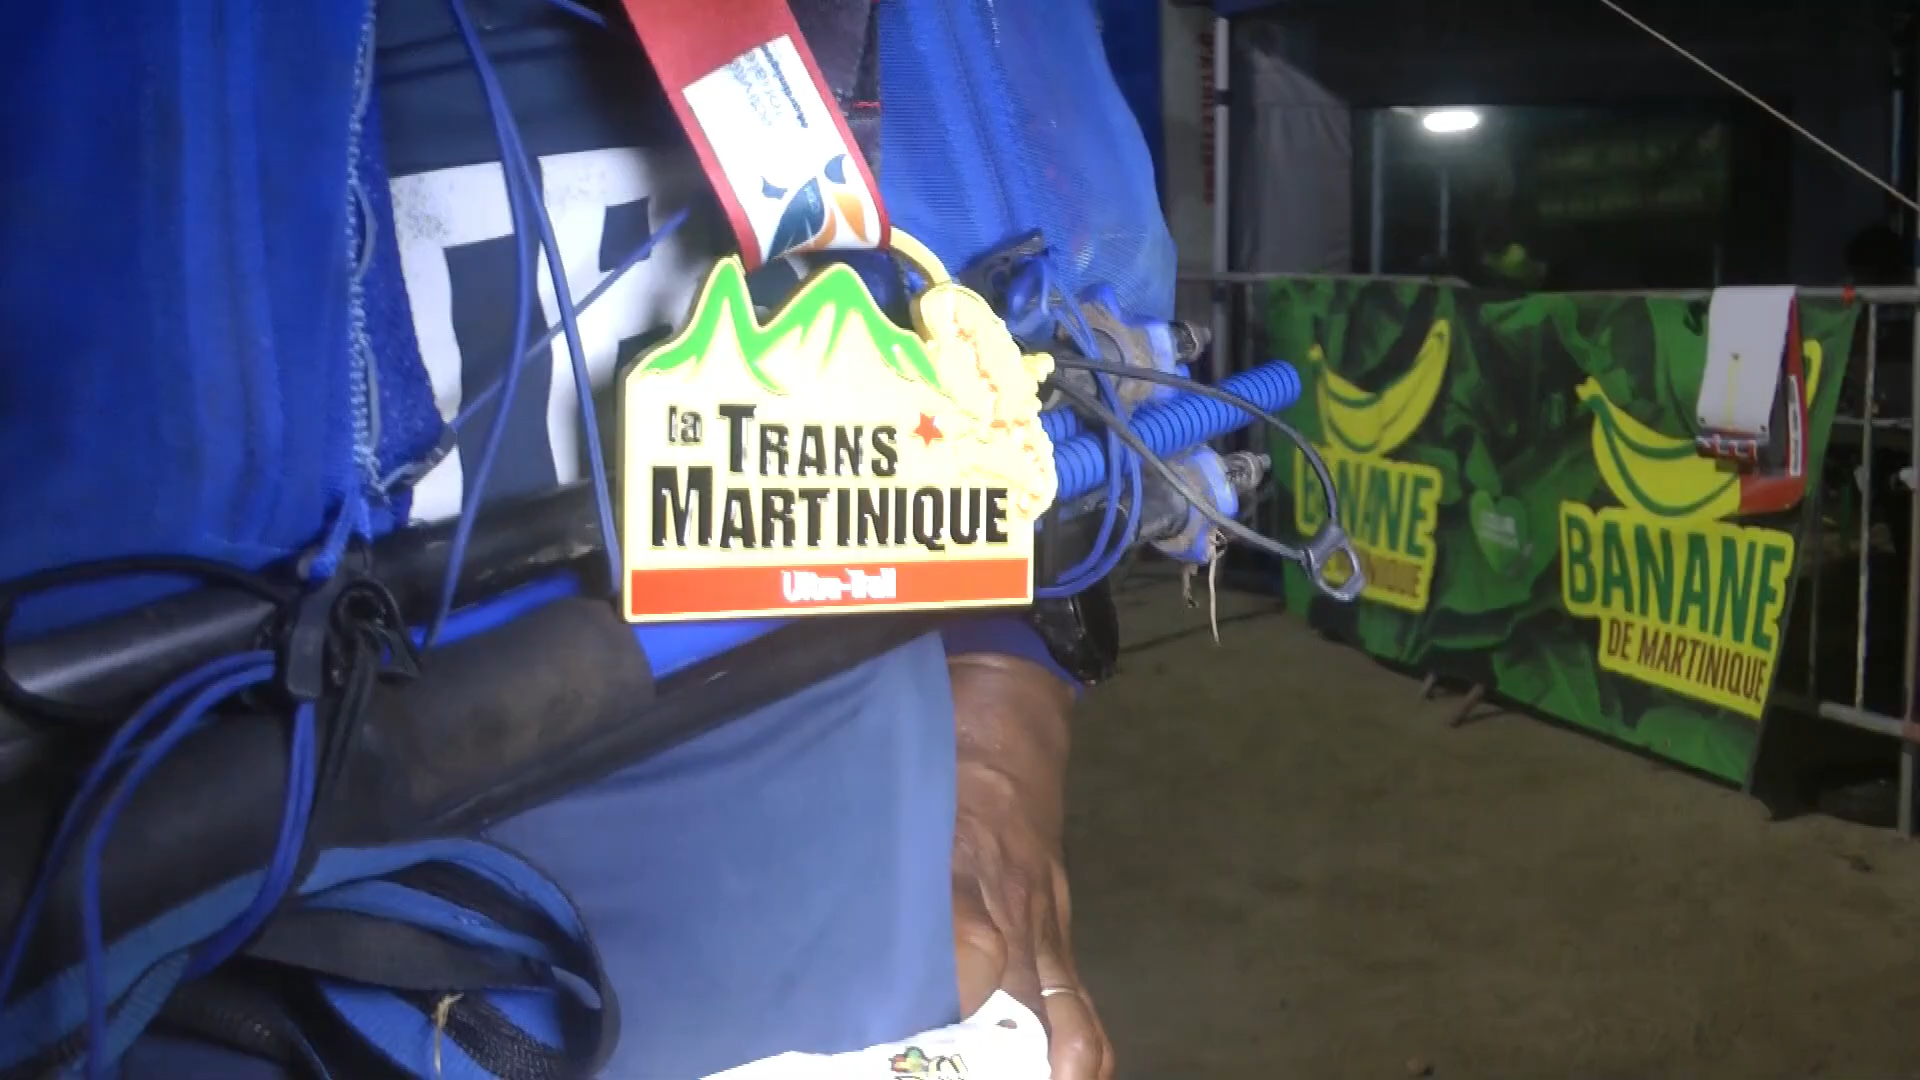 la TRANS
MARTINIQUE
Ultra-Trail
BANANE
DE MARTINIQUE
BANANE
DE MARTINIQUE